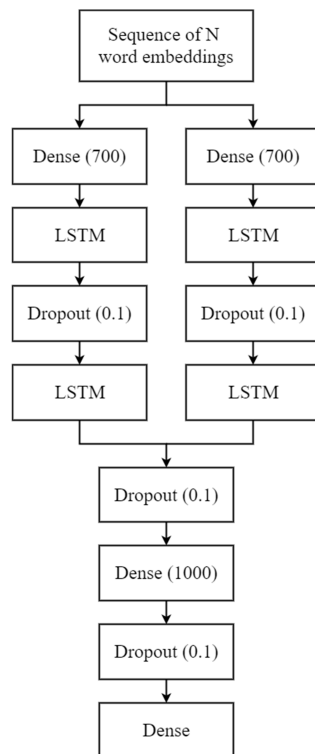 Sequence of N
word embeddings
Dense (700)
Dense (700)
LSTM
LSTM
Dropout (0.1)
Dropout (0.1)
LSTM
LSTM
Dropout (0.1)
Dense (1000)
Dropout (0.1)
Dense